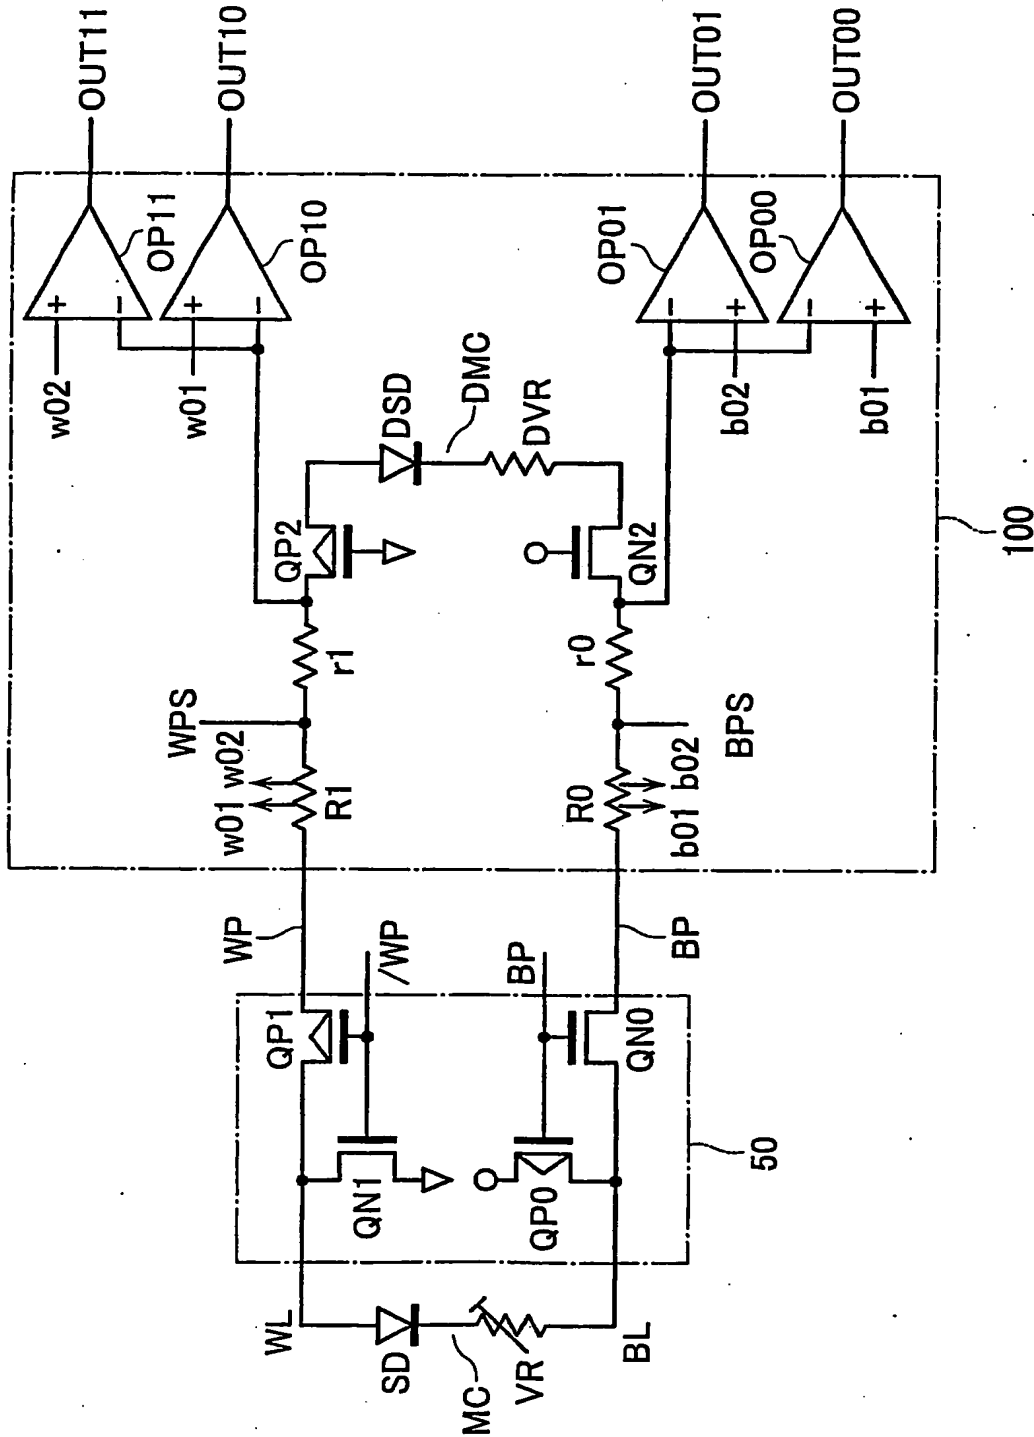 OUT11
OUT10
OUT01
OUT00
OP11
OP10
OP01
OP00
+
-
+
-
-
+
-
+
w02
w01
b02
b01
DSD
DMC
DVR
QP2
QN2
r1
r0
WPS
BPS
w01
w02
R1
R0
b01
b02
100
WP
/WP
BP
BP
QP1
QN1
QP0
QN0
50
WL
SD
MC
VR
BL